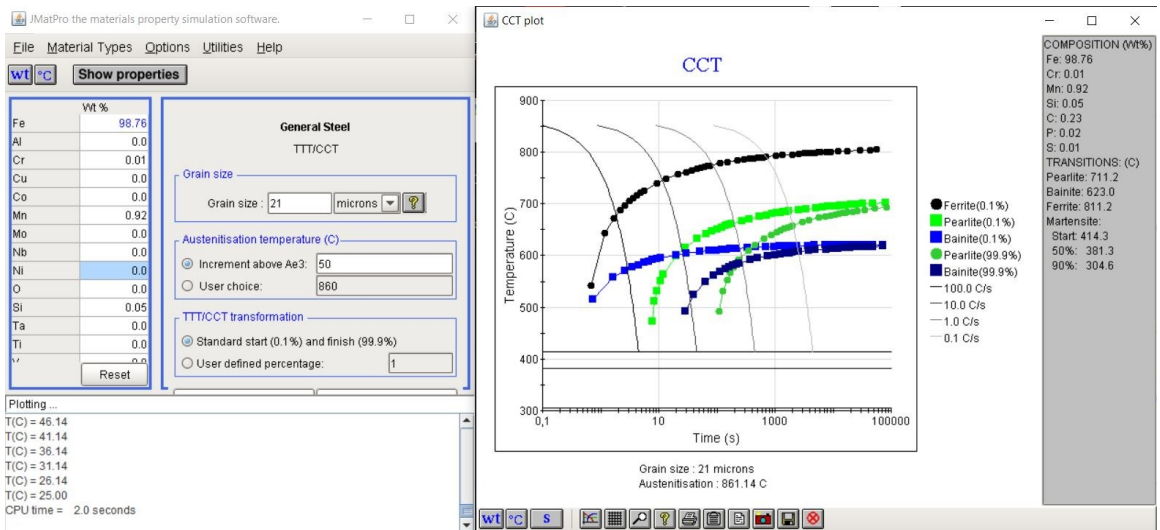 JMatPro the materials property simulation software.
File Material Types Options Utilities Help
wt °C Show properties
Wt %
Fe 98.76
Al 0.0
Cr 0.01
Cu 0.0
Co 0.0
Mn 0.92
Mo 0.0
Nb 0.0
Ni 0.0
O 0.0
Si 0.05
Ta 0.0
Ti 0.0
Reset
General Steel
TTT/CCT
Grain size
Grain size : 21 microns ?
Austenitisation temperature (C)
Increment above Ae3: 50
User choice: 860
TTT/CCT transformation
Standard start (0.1%) and finish (99.9%)
User defined percentage: 1
Plotting ...
T(C) = 46.14
T(C) = 41.14
T(C) = 36.14
T(C) = 31.14
T(C) = 26.14
T(C) = 25.00
CPU time = 2.0 seconds
CCT plot
CCT
Temperature (C)
900
800
700
600
500
400
300
0,1 10 1000 100000
Time (s)
Ferrite(0.1%)
Pearlite(0.1%)
Bainite(0.1%)
Pearlite(99.9%)
Bainite(99.9%)
100.0 C/s
10.0 C/s
1.0 C/s
0.1 C/s
Grain size : 21 microns
Austenitisation : 861.14 C
wt °C s ?
COMPOSITION (Wt%)
Fe: 98.76
Cr: 0.01
Mn: 0.92
Si: 0.05
C: 0.23
P: 0.02
S: 0.01
TRANSITIONS: (C)
Pearlite: 711.2
Bainite: 623.0
Ferrite: 811.2
Martensite:
Start: 414.3
50%: 381.3
90%: 304.6